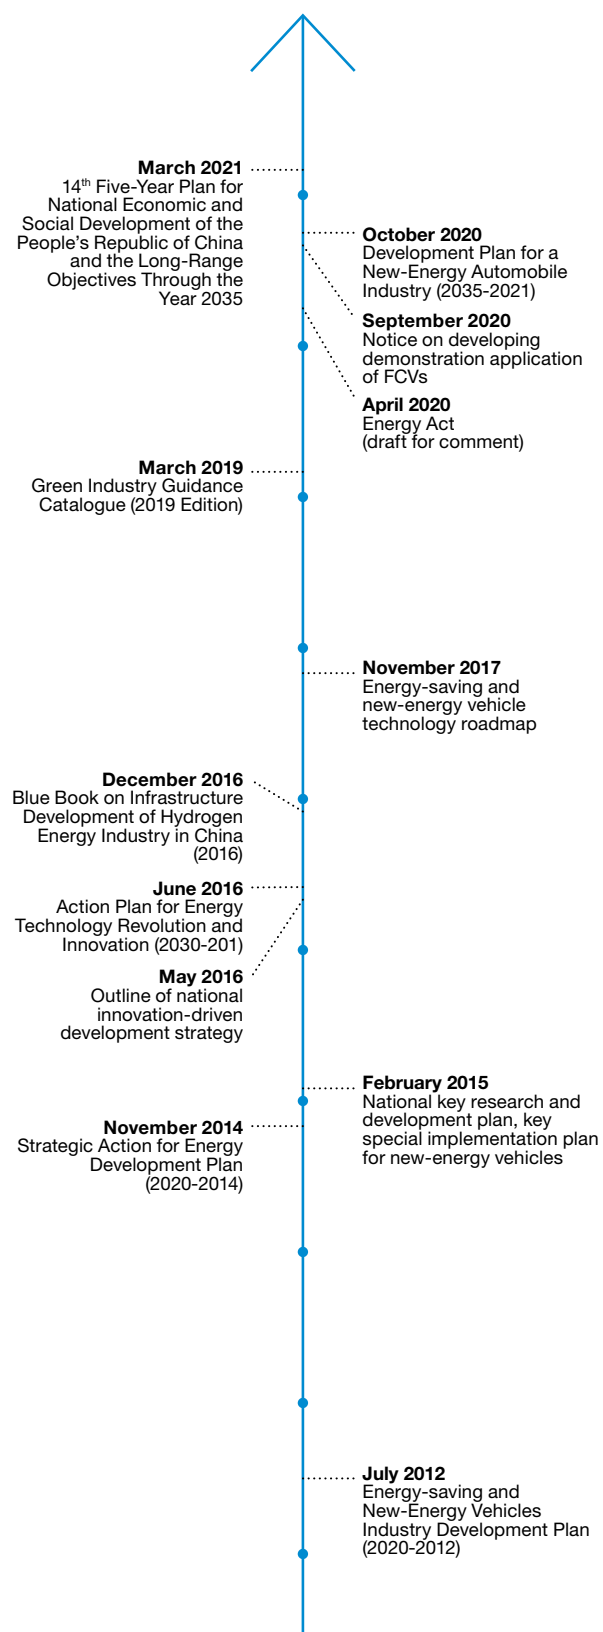 March 2021
14th Five-Year Plan for
National Economic and
Social Development of the
People's Republic of China
and the Long-Range
Objectives Through the
Year 2035
October 2020
Development Plan for a
New-Energy Automobile
Industry (2035-2021)
September 2020
Notice on developing
demonstration application
of FCVs
April 2020
Energy Act
(draft for comment)
March 2019
Green Industry Guidance
Catalogue (2019 Edition)
November 2017
Energy-saving and
new-energy vehicle
technology roadmap
December 2016
Blue Book on Infrastructure
Development of Hydrogen
Energy Industry in China
(2016)
June 2016
Action Plan for Energy
Technology Revolution and
Innovation (2030-201)
May 2016
Outline of national
innovation-driven
development strategy
February 2015
National key research and
development plan, key
special implementation plan
for new-energy vehicles
November 2014
Strategic Action for Energy
Development Plan
(2020-2014)
July 2012
Energy-saving and
New-Energy Vehicles
Industry Development Plan
(2020-2012)